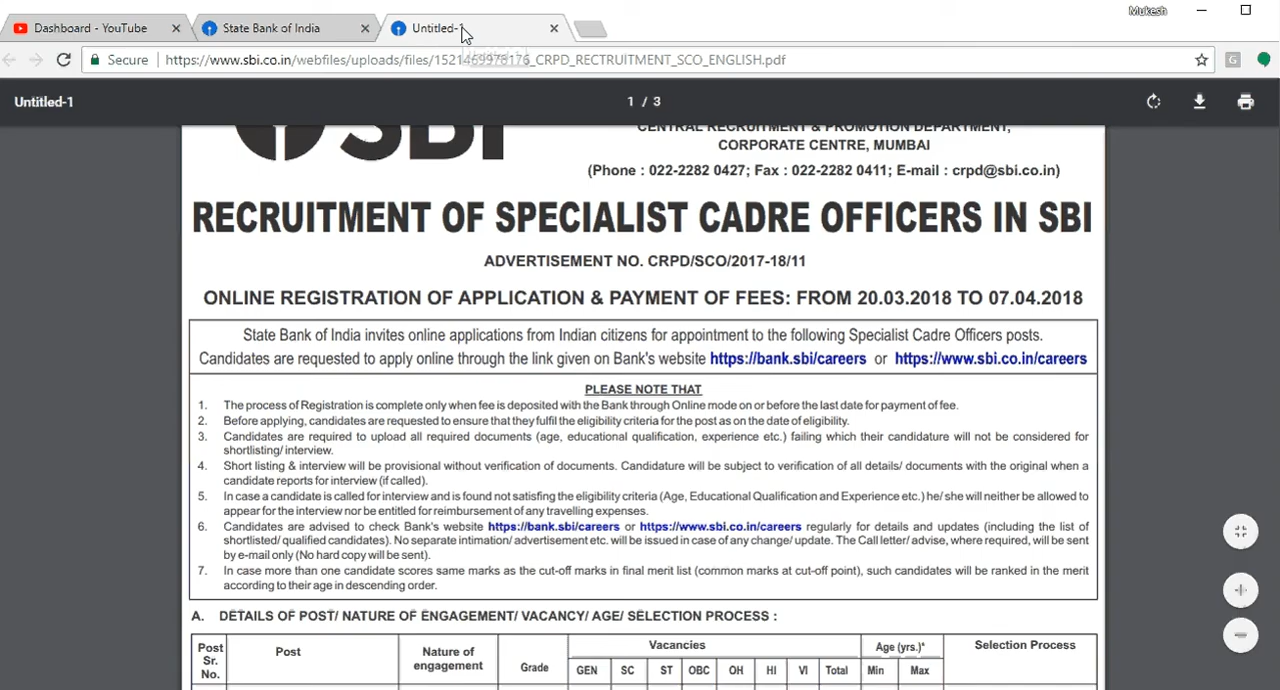 Mukesh
Dashboard - YouTube
State Bank of India
Untitled-1
Secure
https://www.sbi.co.in/webfiles/uploads/files/1521469978176_CRPD_RECTRUITMENT_SCO_ENGLISH.pdf
Untitled-1
1 / 3
SBI
CENTRAL RECRUITMENT & PROMOTION DEPARTMENT,
CORPORATE CENTRE, MUMBAI
(Phone : 022-2282 0427; Fax : 022-2282 0411; E-mail : crpd@sbi.co.in)
RECRUITMENT OF SPECIALIST CADRE OFFICERS IN SBI
ADVERTISEMENT NO. CRPD/SCO/2017-18/11
ONLINE REGISTRATION OF APPLICATION & PAYMENT OF FEES: FROM 20.03.2018 TO 07.04.2018
State Bank of India invites online applications from Indian citizens for appointment to the following Specialist Cadre Officers posts.
Candidates are requested to apply online through the link given on Bank's website https://bank.sbi/careers or https://www.sbi.co.in/careers
PLEASE NOTE THAT
1. The process of Registration is complete only when fee is deposited with the Bank through Online mode on or before the last date for payment of fee.
2. Before applying, candidates are requested to ensure that they fulfil the eligibility criteria for the post as on the date of eligibility.
3. Candidates are required to upload all required documents (age, educational qualification, experience etc.) failing which their candidature will not be considered for
shortlisting/ interview.
4. Short listing & interview will be provisional without verification of documents. Candidature will be subject to verification of all details/ documents with the original when a
candidate reports for interview (if called).
5. In case a candidate is called for interview and is found not satisfying the eligibility criteria (Age, Educational Qualification and Experience etc.) he/ she will neither be allowed to
appear for the interview nor be entitled for reimbursement of any travelling expenses.
6. Candidates are advised to check Bank's website https://bank.sbi/careers or https://www.sbi.co.in/careers regularly for details and updates (including the list of
shortlisted/ qualified candidates). No separate intimation/ advertisement etc. will be issued in case of any change/ update. The Call letter/ advise, where required, will be sent
by e-mail only (No hard copy will be sent).
7. In case more than one candidate scores same marks as the cut-off marks in final merit list (common marks at cut-off point), such candidates will be ranked in the merit
according to their age in descending order.
A. DETAILS OF POST/ NATURE OF ENGAGEMENT/ VACANCY/ AGE/ SELECTION PROCESS :
Post Sr. No.
Post
Nature of engagement
Grade
Vacancies
Age (yrs.)*
Selection Process
GEN SC ST OBC OH HI VI Total Min Max